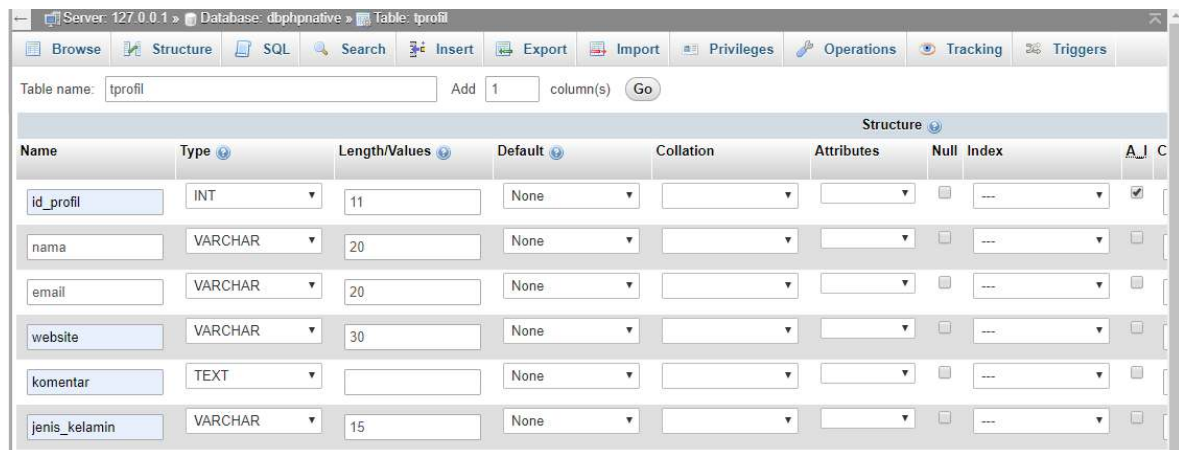 Server: 127.0.0.1 » Database: dbphpnative » Table: tprofil
Browse Structure SQL Search Insert Export Import Privileges Operations Tracking Triggers
Table name: tprofil Add 1 column(s) Go
Structure
Name Type Length/Values Default Collation Attributes Null Index A_I C
id_profil INT 11 None ---
nama VARCHAR 20 None ---
email VARCHAR 20 None ---
website VARCHAR 30 None ---
komentar TEXT None ---
jenis_kelamin VARCHAR 15 None ---